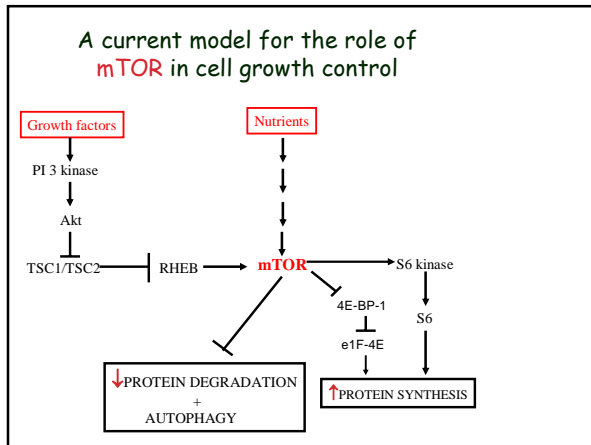 A current model for the role of
mTOR in cell growth control
Growth factors
Nutrients
PI 3 kinase
Akt
TSC1/TSC2
RHEB
mTOR
S6 kinase
4E-BP-1
S6
e1F-4E
↓PROTEIN DEGRADATION
+
AUTOPHAGY
↑PROTEIN SYNTHESIS